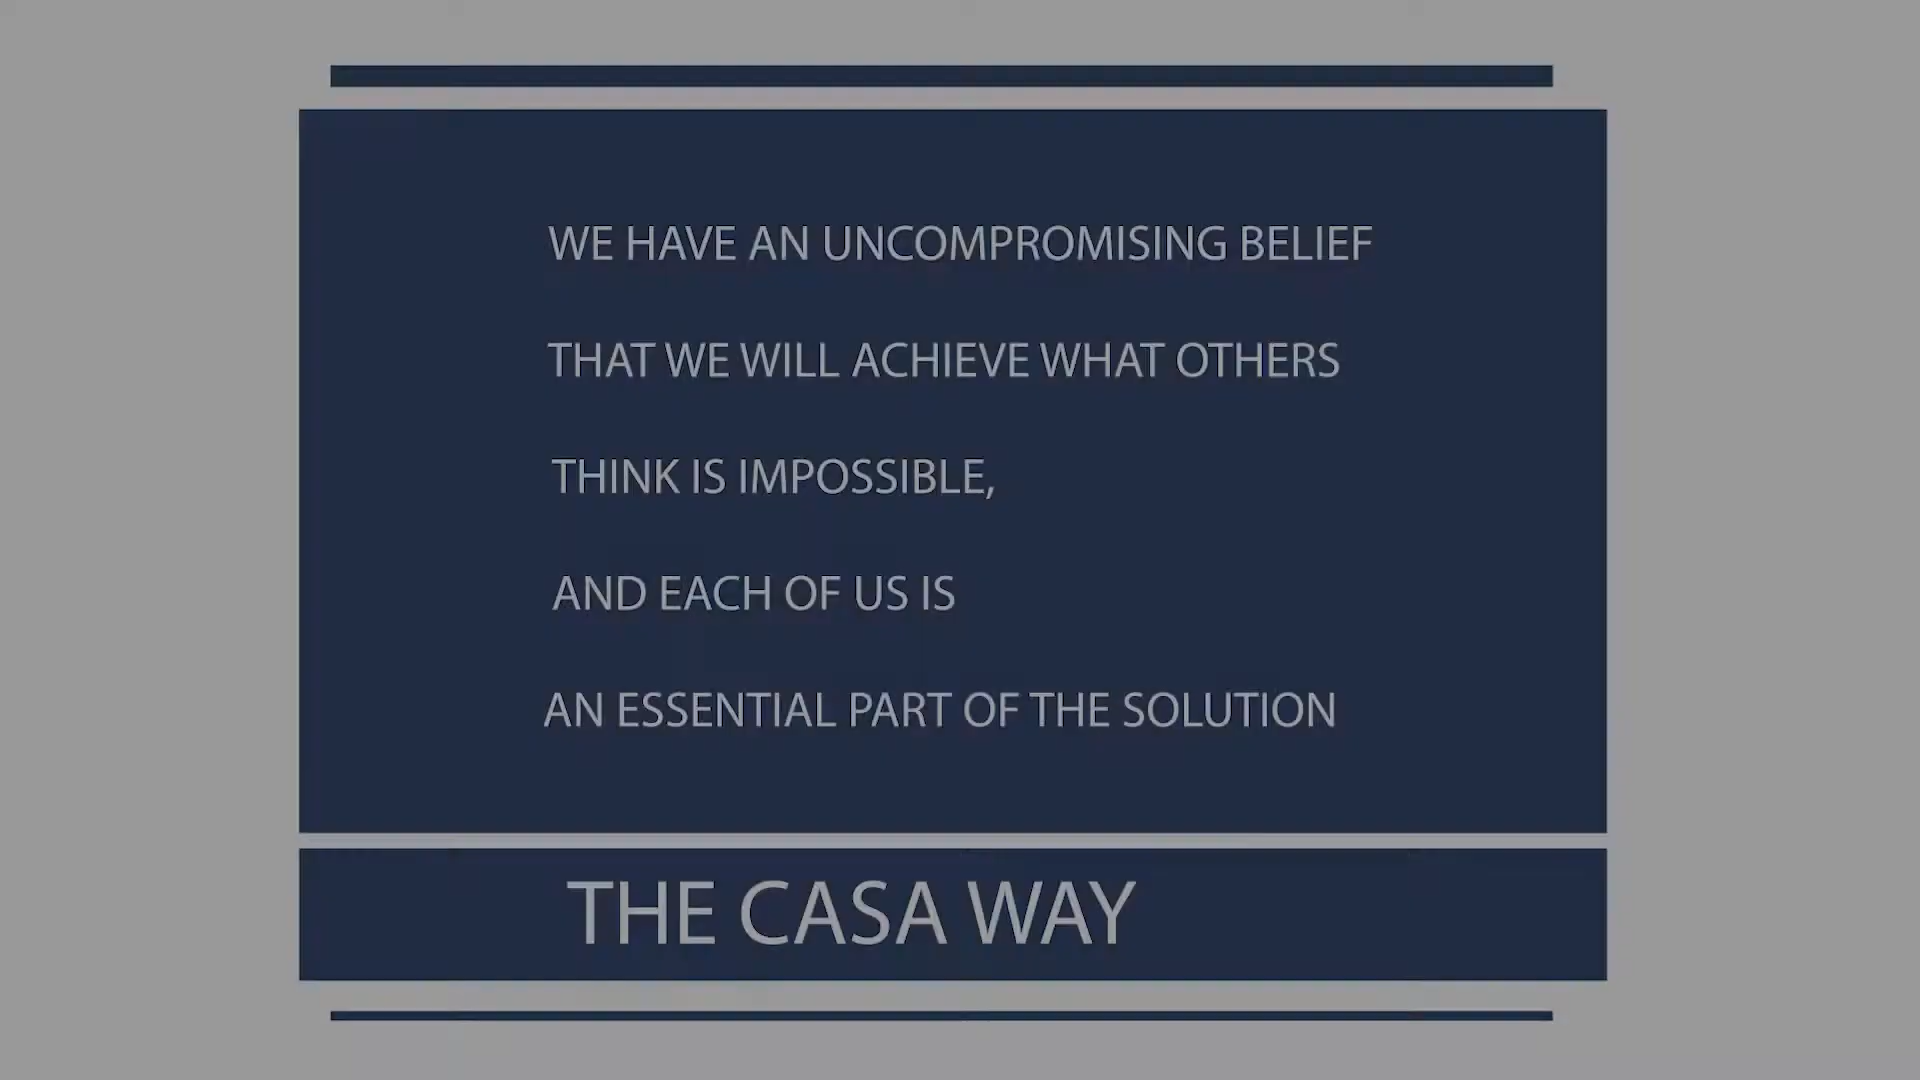 WE HAVE AN UNCOMPROMISING BELIEF
THAT WE WILL ACHIEVE WHAT OTHERS
THINK IS IMPOSSIBLE,
AND EACH OF US IS
AN ESSENTIAL PART OF THE SOLUTION
THE CASA WAY